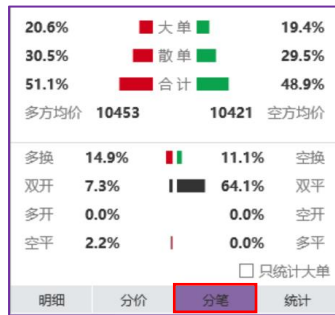 20.6% 大单 19.4%
30.5% 散单 29.5%
51.1% 合计 48.9%
多方均价 10453 10421 空方均价
多换 14.9% 11.1% 空换
双开 7.3% 64.1% 双平
多开 0.0% 0.0% 空开
空平 2.2% 0.0% 多平
只统计大单
明细 分价 分笔 统计